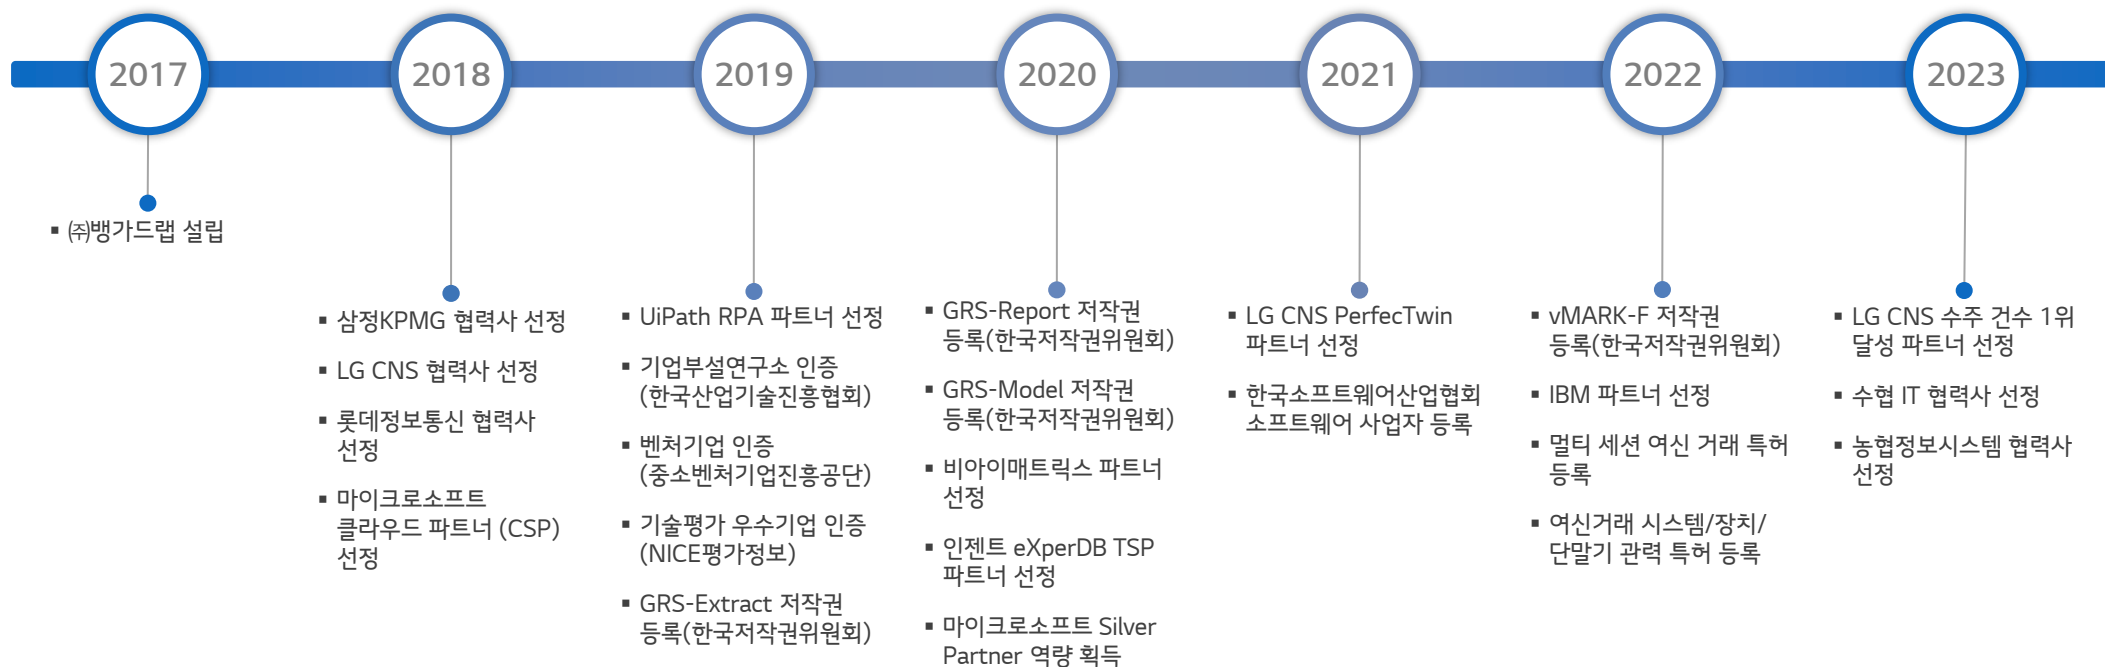 2017
2018
2019
2020
2021
2022
2023
▪ ㈜뱅가드랩 설립
▪ 삼정KPMG 협력사 선정
▪ LG CNS 협력사 선정
▪ 롯데정보통신 협력사
선정
▪ 마이크로소프트
클라우드 파트너 (CSP)
선정
▪ UiPath RPA 파트너 선정
▪ 기업부설연구소 인증
(한국산업기술진흥협회)
▪ 벤처기업 인증
(중소벤처기업진흥공단)
▪ 기술평가 우수기업 인증
(NICE평가정보)
▪ GRS-Extract 저작권
등록(한국저작권위원회)
▪ GRS-Report 저작권
등록(한국저작권위원회)
▪ GRS-Model 저작권
등록(한국저작권위원회)
▪ 비아이매트릭스 파트너
선정
▪ 인젠트 eXperDB TSP
파트너 선정
▪ 마이크로소프트 Silver
Partner 역량 획득
▪ LG CNS PerfecTwin
파트너 선정
▪ 한국소프트웨어산업협회
소프트웨어 사업자 등록
▪ vMARK-F 저작권
등록(한국저작권위원회)
▪ IBM 파트너 선정
▪ 멀티 세션 여신 거래 특허
등록
▪ 여신거래 시스템/장치/
단말기 관력 특허 등록
▪ LG CNS 수주 건수 1위
달성 파트너 선정
▪ 수협 IT 협력사 선정
▪ 농협정보시스템 협력사
선정